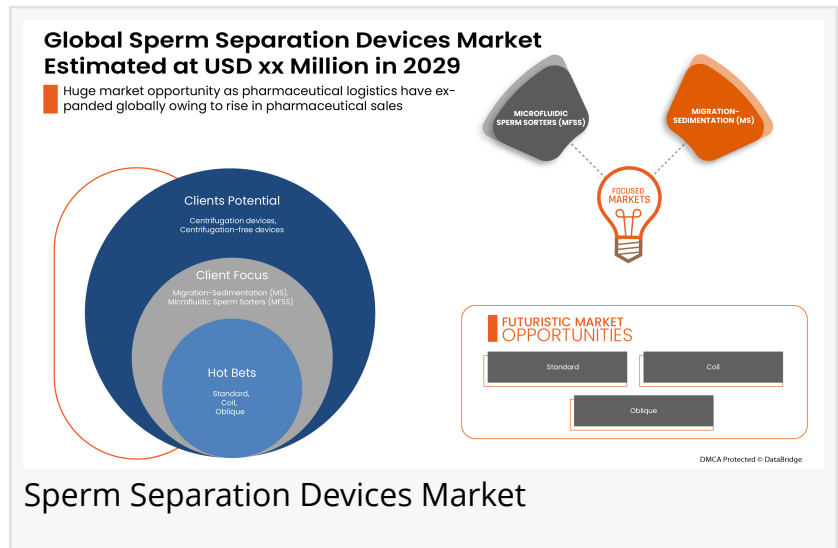 Global Sperm Separation Devices Market
Estimated at USD xx Million in 2029
Huge market opportunity as pharmaceutical logistics have ex-
panded globally owing to rise in pharmaceutical sales
MICROFLUIDIC
SPERM SORTERS (MFSS)
MIGRATION-
SEDIMENTATION (MS)
FOCUSED
MARKETS
Clients Potential
Centrifugation devices,
Centrifugation-free devices
Client Focus
Migration-Sedimentation (MS),
Microfluidic Sperm Sorters (MFSS)
Hot Bets
Standard,
Coil,
Oblique
FUTURISTIC MARKET
OPPORTUNITIES
Standard
Coil
Oblique
DMCA Protected © DataBridge
Sperm Separation Devices Market